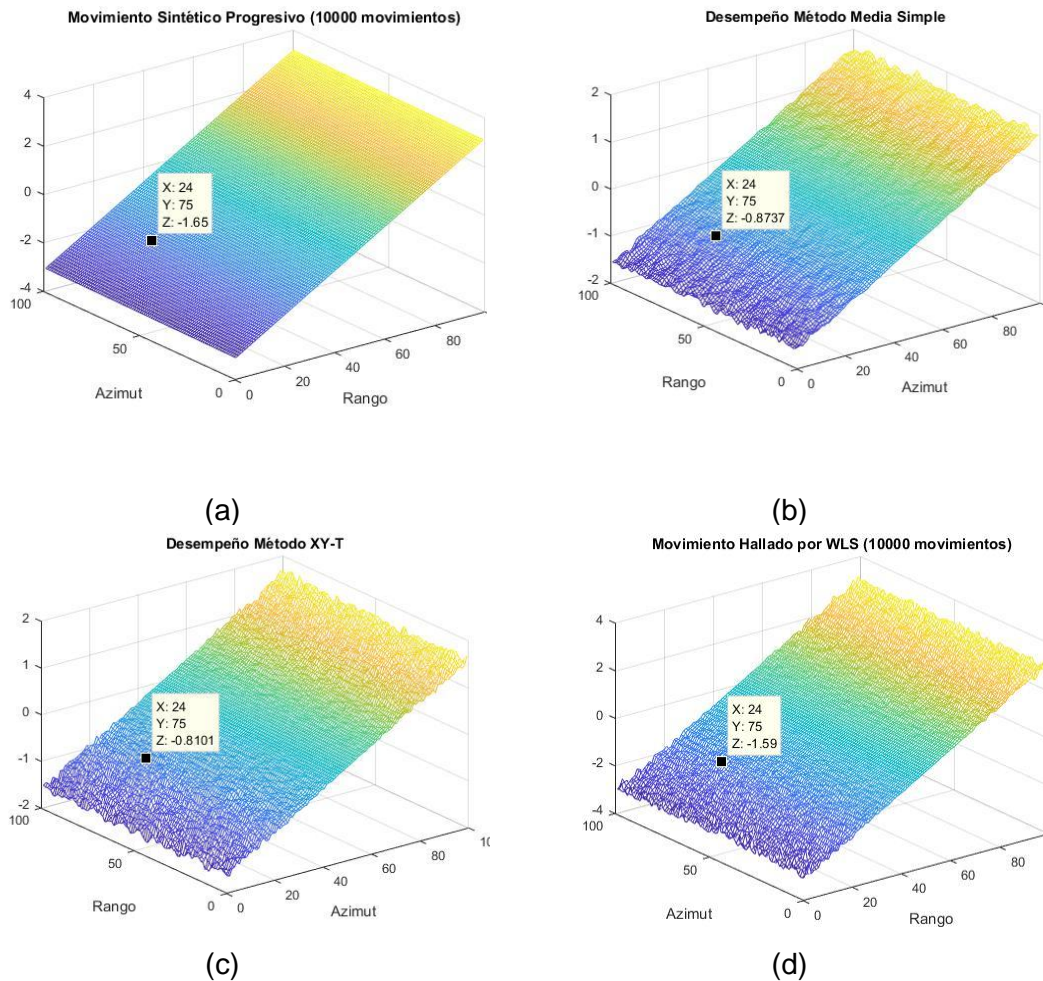 Movimiento Sintético Progresivo (10000 movimientos)
4
2
0
-2
-4
100
50
0
Azimut
0
20
40
60
80
Rango
X: 24
Y: 75
Z: -1.65
(a)
Desempeño Método Media Simple
2
1
0
-1
-2
100
50
0
Rango
0
20
40
60
80
Azimut
X: 24
Y: 75
Z: -0.8737
(b)
Desempeño Método XY-T
2
1
0
-1
-2
100
50
0
Rango
0
20
40
60
80
Azimut
X: 24
Y: 75
Z: -0.8101
(c)
Movimiento Hallado por WLS (10000 movimientos)
4
2
0
-2
-4
100
50
0
Azimut
0
20
40
60
80
Rango
X: 24
Y: 75
Z: -1.59
(d)